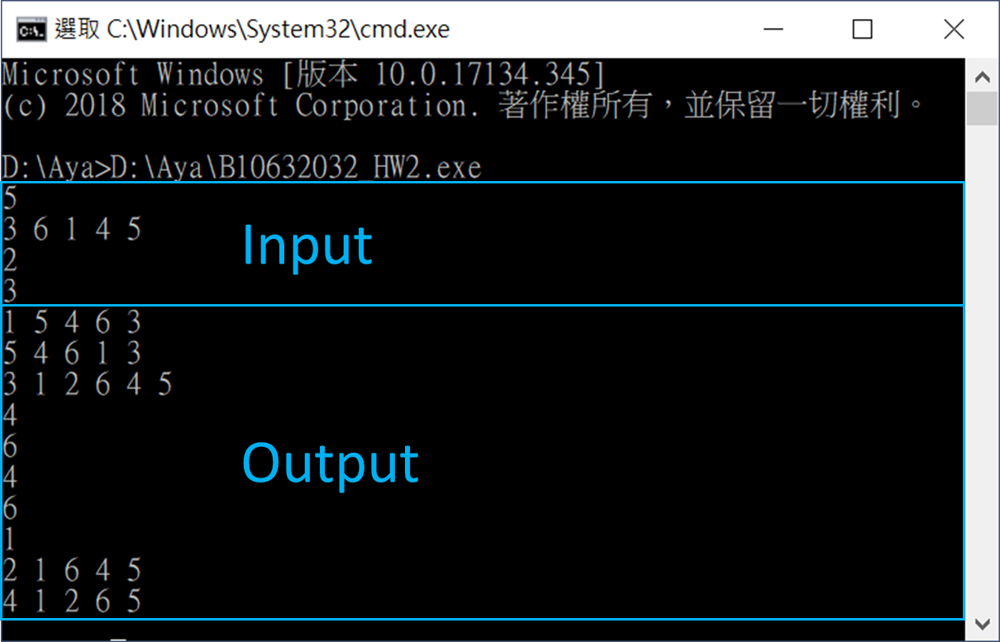 選取 C:\Windows\System32\cmd.exe
Microsoft Windows [版本 10.0.17134.345]
(c) 2018 Microsoft Corporation. 著作權所有，並保留一切權利。
D:\Aya>D:\Aya\B10632032_HW2.exe
5
3 6 1 4 5
2
3
Input
1 5 4 6 3
5 4 6 1 3
3 1 2 6 4 5
4
6
4
6
1
2 1 6 4 5
4 1 2 6 5
Output